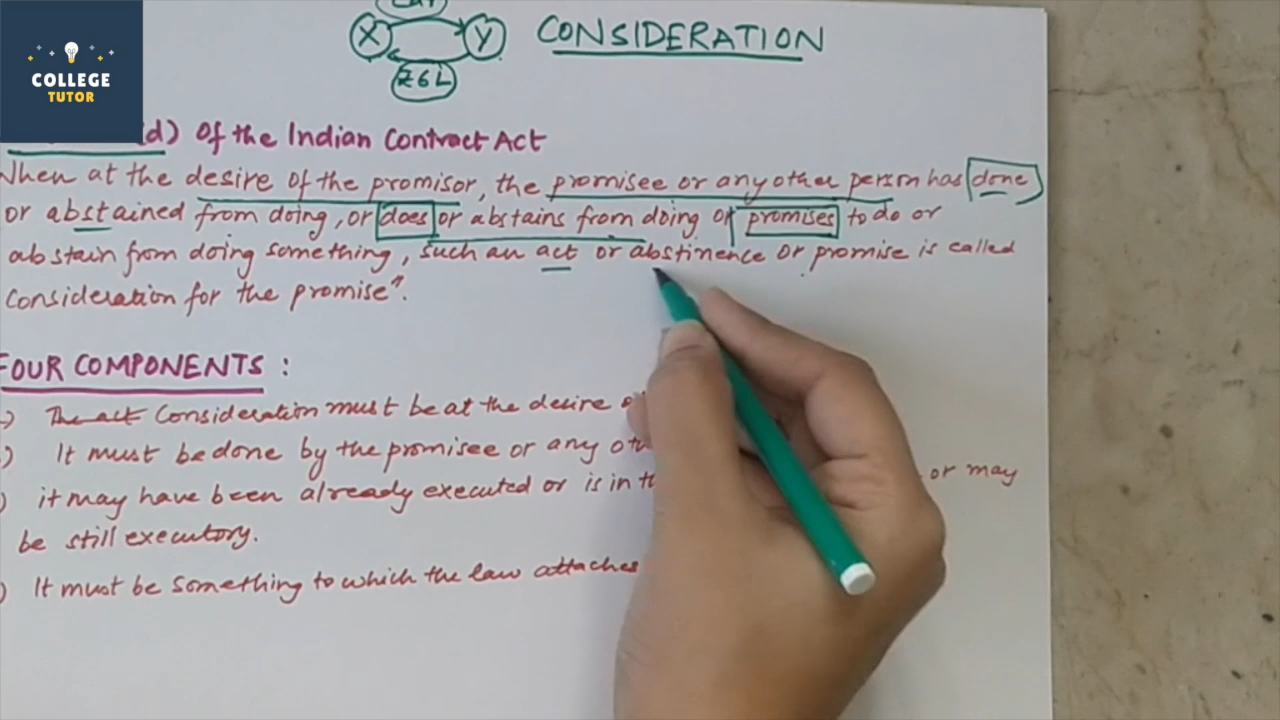 COLLEGE
TUTOR
Car
X Y CONSIDERATION
₹6L
d) Of the Indian Contract Act
When at the desire of the promisor, the promisee or any other person has done
or abstained from doing, or does or abstains from doing or promises to do or
abstain from doing something, such an act or abstinence or promise is called
Consideration for the promise".
FOUR COMPONENTS :
) The act Consideration must be at the desire
) It must be done by the promisee or any
) it may have been already executed or is in or may
be still executory.
) It must be something to which the law attaches